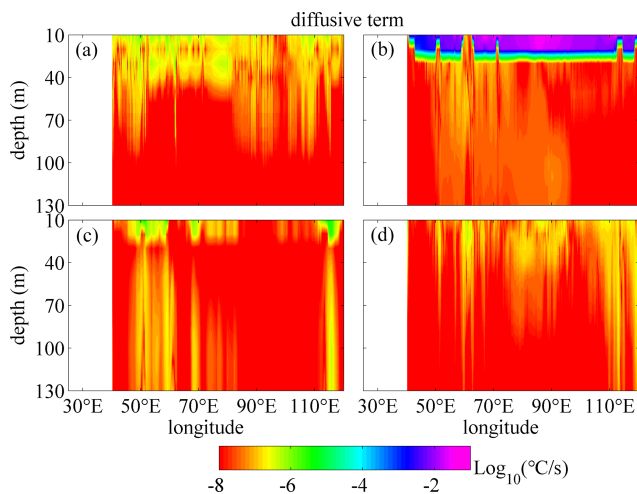 diffusive term
(a)
(b)
10
40
70
100
130
depth (m)
(c)
(d)
10
40
70
100
130
depth (m)
30°E 50°E 70°E 90°E 110°E
30°E 50°E 70°E 90°E 110°E
longitude
longitude
-8 -6 -4 -2
Log10(°C/s)